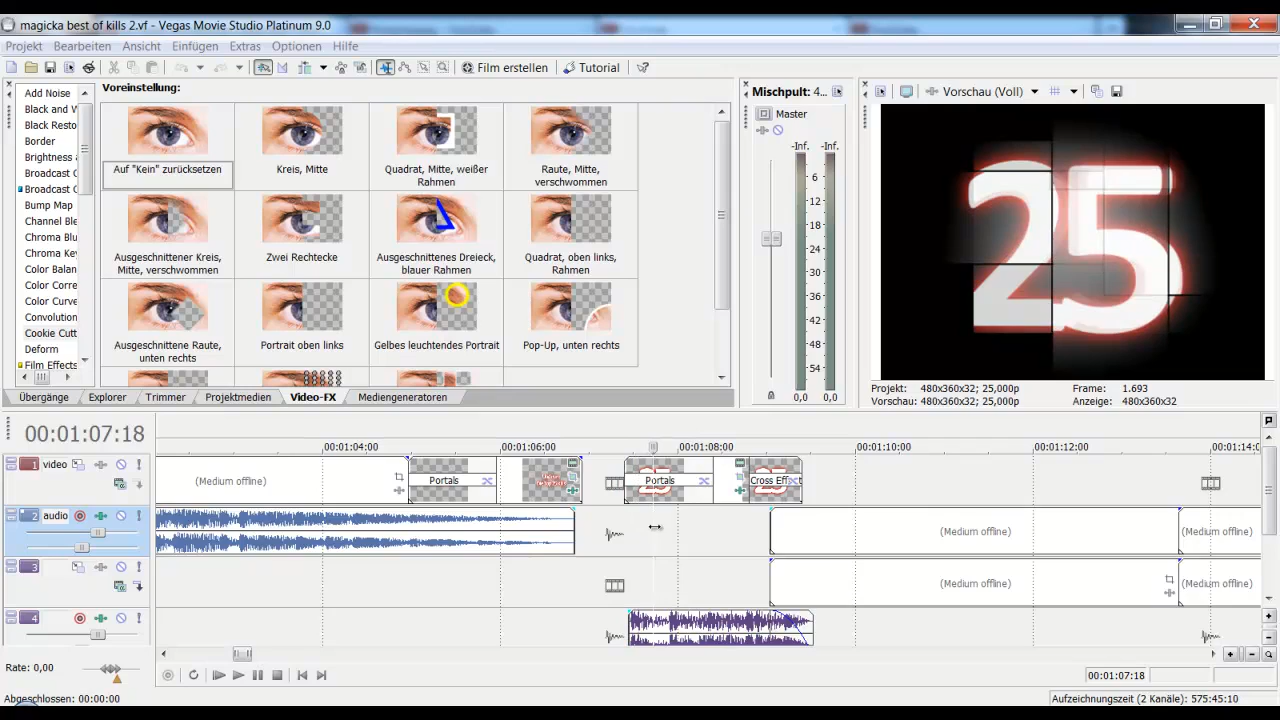 magicka best of kills 2.vf - Vegas Movie Studio Platinum 9.0
Projekt Bearbeiten Ansicht Einfügen Extras Optionen Hilfe
Film erstellen Tutorial
Voreinstellung:
Add Noise
Black and W
Black Resto
Border
Brightness a
Broadcast C
Broadcast C
Bump Map
Channel Ble
Chroma Blu
Chroma Key
Color Balan
Color Corre
Color Curve
Convolution
Cookie Cutt
Deform
Film Effects
Auf "Kein" zurücksetzen
Kreis, Mitte
Quadrat, Mitte, weißer
Rahmen
Raute, Mitte,
verschwommen
Ausgeschnittener Kreis,
Mitte, verschwommen
Zwei Rechtecke
Ausgeschnittenes Dreieck,
blauer Rahmen
Quadrat, oben links,
Rahmen
Ausgeschnittene Raute,
unten rechts
Portrait oben links
Gelbes leuchtendes Portrait
Pop-Up, unten rechts
Übergänge Explorer Trimmer Projektmedien Video-FX Mediengeneratoren
Mischpult: 4...
Master
-Inf. -Inf.
6
12
18
24
30
36
42
48
54
0,0 0,0
Vorschau (Voll)
25
Projekt: 480x360x32; 25,000p Frame: 1.693
Vorschau: 480x360x32; 25,000p Anzeige: 480x360x32
00:01:07:18
00:01:04:00 00:01:06:00 00:01:08:00 00:01:10:00 00:01:12:00 00:01:14:0
1 video
(Medium offline) Portals Portals Cross Eff
2 audio
(Medium offline) (Medium offline)
3
(Medium offline) (Medium offline)
4
Rate: 0,00
00:01:07:18
Abgeschlossen: 00:00:00
Aufzeichnungszeit (2 Kanäle): 575:45:10